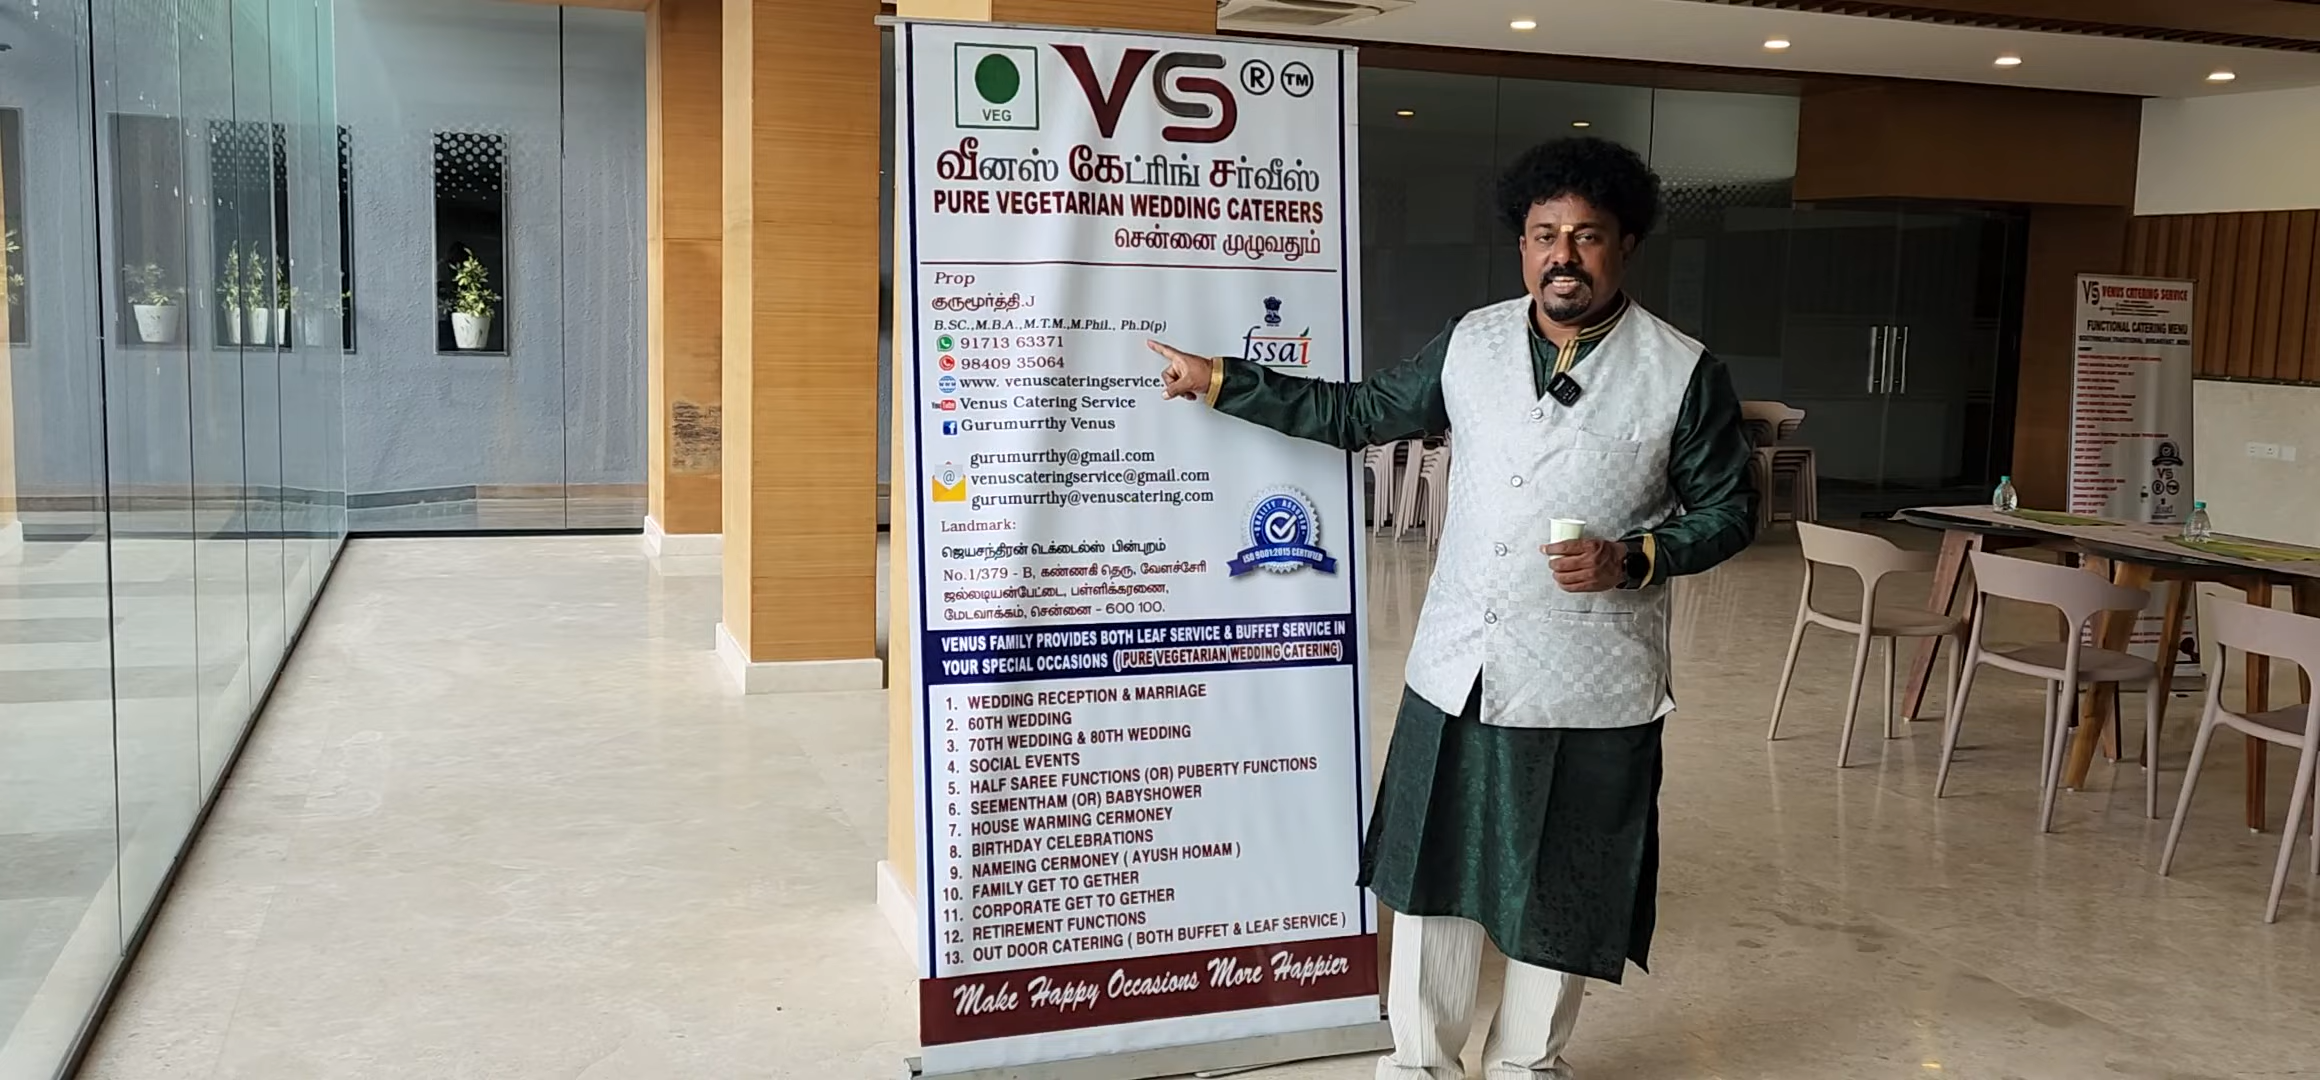 VEG
VS ® TM
வீனஸ் கேட்ரிங் சர்வீஸ்
PURE VEGETARIAN WEDDING CATERERS
சென்னை முழுவதும்
Prop
குருமூர்த்தி.J
B.SC.,M.B.A.,M.T.M.,M.Phil., Ph.D(p)
91713 63371
98409 35064
www. venuscateringservice.
Venus Catering Service
Gurumurrthy Venus
fssai
gurumurrthy@gmail.com
venuscateringservice@gmail.com
gurumurrthy@venuscatering.com
QUALITY ASSURED
ISO 9001:2015 CERTIFIED
Landmark:
ஜெயசந்திரன் டெக்டைல்ஸ் பின்புறம்
No.1/379 - B, கண்ணகி தெரு, வேளச்சேரி
ஜல்லடியன்பேட்டை, பள்ளிக்கரணை,
மேடவாக்கம், சென்னை - 600 100.
VENUS FAMILY PROVIDES BOTH LEAF SERVICE & BUFFET SERVICE IN
YOUR SPECIAL OCCASIONS ((PURE VEGETARIAN WEDDING CATERING)
1. WEDDING RECEPTION & MARRIAGE
2. 60TH WEDDING
3. 70TH WEDDING & 80TH WEDDING
4. SOCIAL EVENTS
5. HALF SAREE FUNCTIONS (OR) PUBERTY FUNCTIONS
6. SEEMENTHAM (OR) BABYSHOWER
7. HOUSE WARMING CERMONEY
8. BIRTHDAY CELEBRATIONS
9. NAMEING CERMONEY ( AYUSH HOMAM )
10. FAMILY GET TO GETHER
11. CORPORATE GET TO GETHER
12. RETIREMENT FUNCTIONS
13. OUT DOOR CATERING ( BOTH BUFFET & LEAF SERVICE )
Make Happy Occasions More Happier
VS VENUS CATERING SERVICE
FUNCTIONAL CATERING MENU
VS
® TM